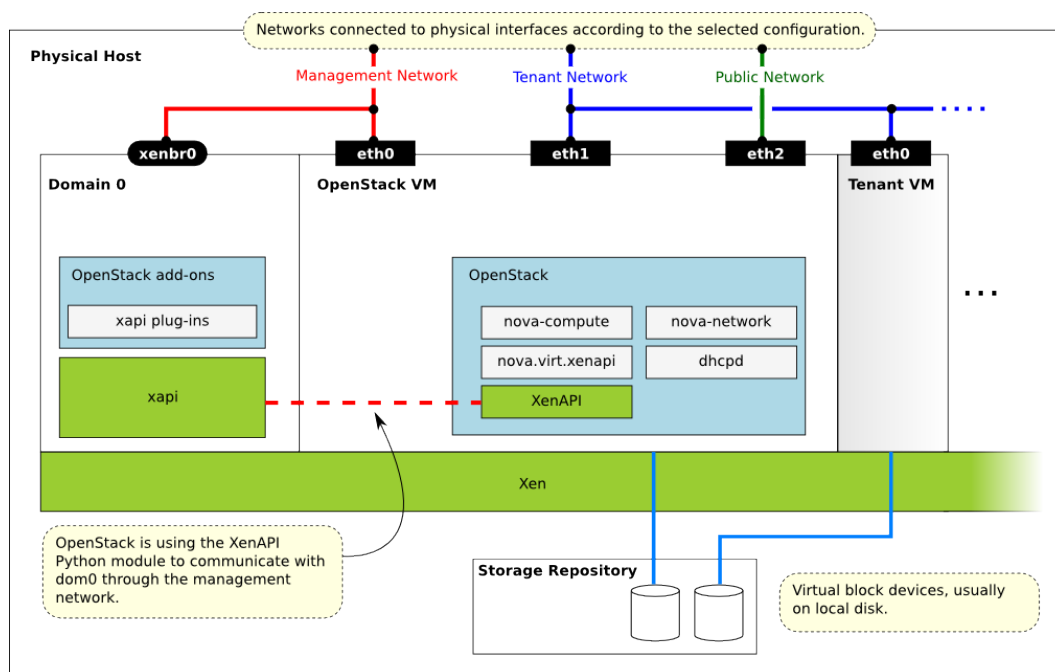 Networks connected to physical interfaces according to the selected configuration.
Physical Host
Management Network
Tenant Network
Public Network
xenbr0
eth0
eth1
eth2
eth0
Domain 0
OpenStack VM
Tenant VM
OpenStack add-ons
xapi plug-ins
xapi
OpenStack
nova-compute
nova-network
nova.virt.xenapi
dhcpd
XenAPI
...
Xen
OpenStack is using the XenAPI
Python module to communicate with
dom0 through the management
network.
Storage Repository
Virtual block devices, usually
on local disk.